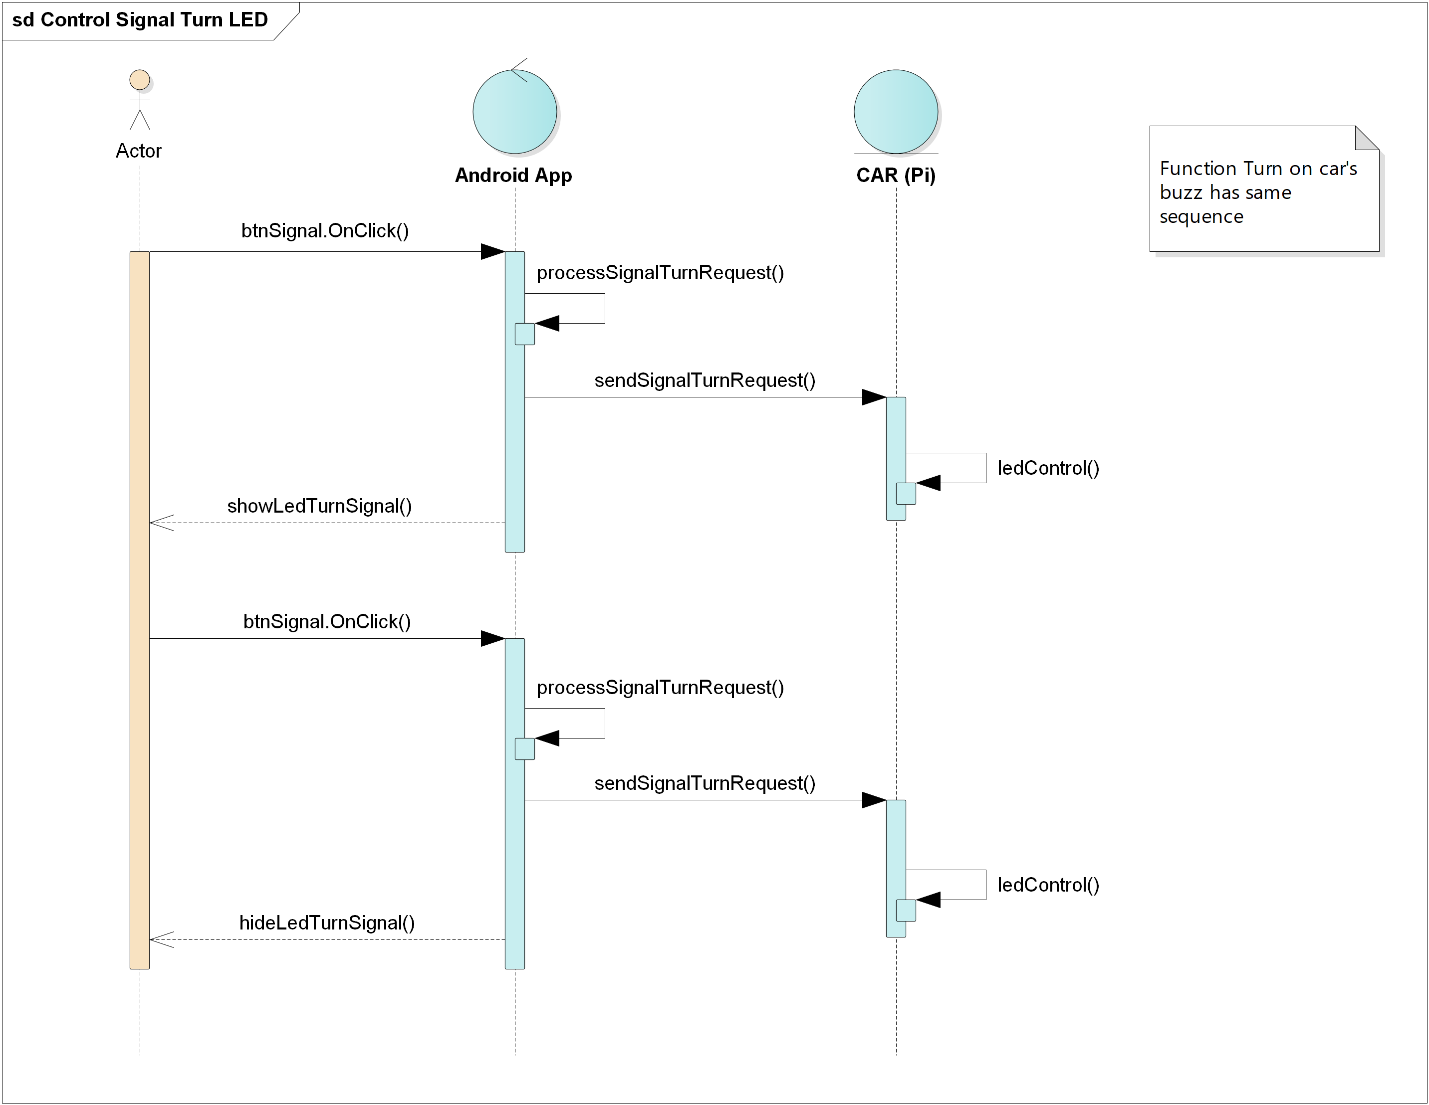 sd Control Signal Turn LED
Actor
Android App
CAR (Pi)
Function Turn on car's
buzz has same
sequence
btnSignal.OnClick()
processSignalTurnRequest()
sendSignalTurnRequest()
ledControl()
showLedTurnSignal()
btnSignal.OnClick()
processSignalTurnRequest()
sendSignalTurnRequest()
ledControl()
hideLedTurnSignal()